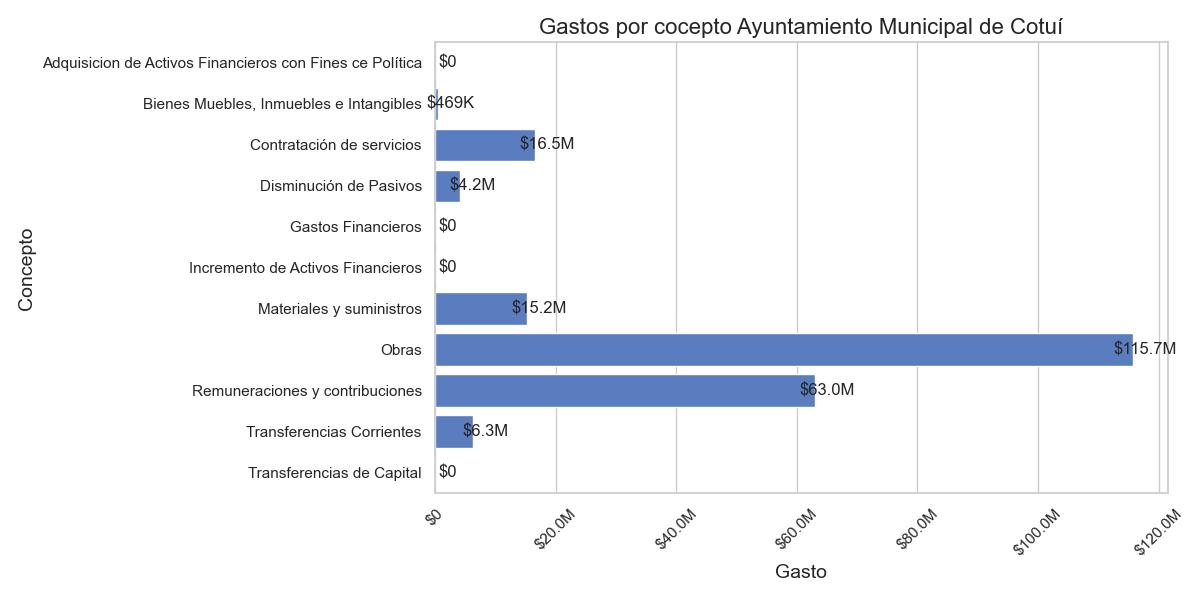 Gastos por cocepto Ayuntamiento Municipal de Cotuí
Concepto
Adquisicion de Activos Financieros con Fines ce Política $0
Bienes Muebles, Inmuebles e Intangibles $469K
Contratación de servicios $16.5M
Disminución de Pasivos $4.2M
Gastos Financieros $0
Incremento de Activos Financieros $0
Materiales y suministros $15.2M
Obras $115.7M
Remuneraciones y contribuciones $63.0M
Transferencias Corrientes $6.3M
Transferencias de Capital $0
$0 $20.0M $40.0M $60.0M $80.0M $100.0M $120.0M
Gasto